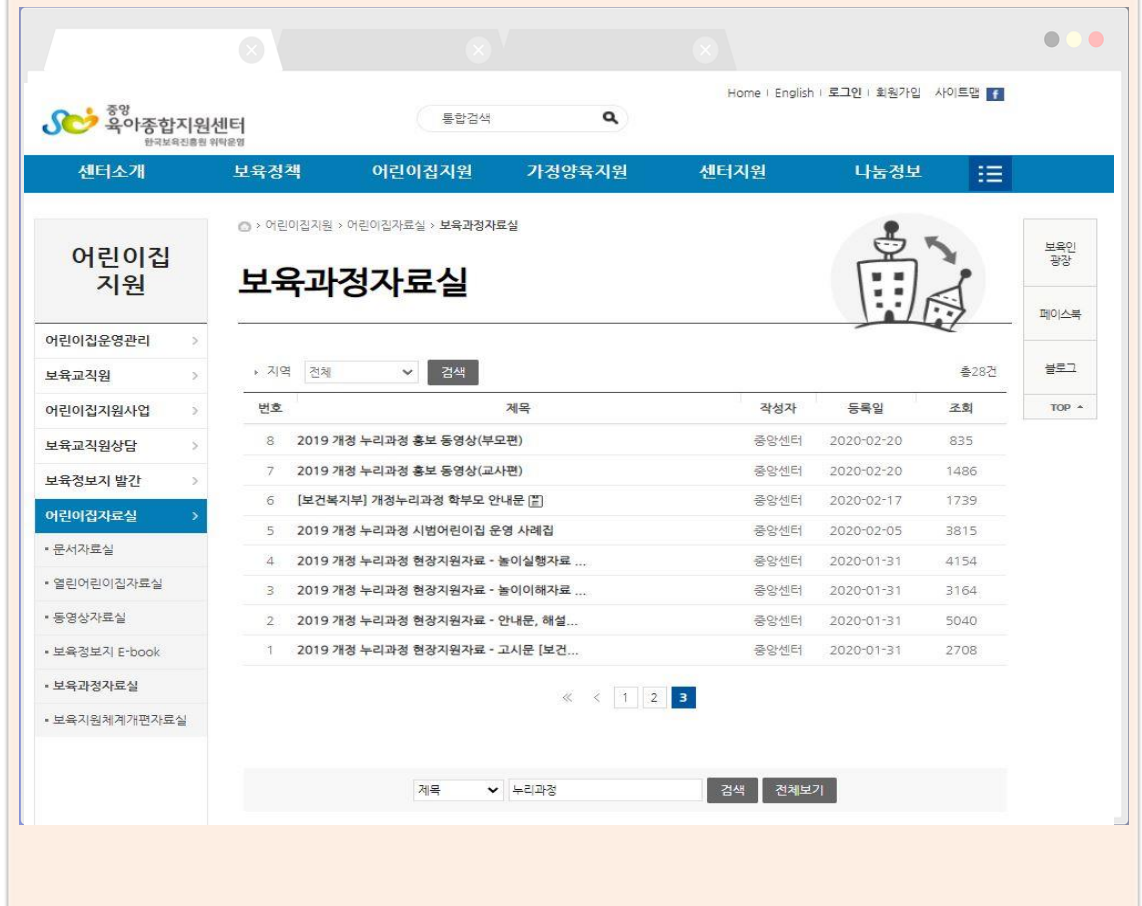 Home English 로그인 회원가입 사이트맵 f
중앙
육아종합지원센터
한국보육진흥원 위탁운영
통합검색
센터소개 보육정책 어린이집지원 가정양육지원 센터지원 나눔정보
어린이집
지원
어린이집운영관리 >
보육교직원 >
어린이집지원사업 >
보육교직원상담 >
보육정보지 발간 >
어린이집자료실 >
▪ 문서자료실
▪ 열린어린이집자료실
▪ 동영상자료실
▪ 보육정보지 E-book
▪ 보육과정자료실
▪ 보육지원체계개편자료실
> 어린이집지원 > 어린이집자료실 > 보육과정자료실
보육과정자료실
지역 전체 검색 총28건
번호 제목 작성자 등록일 조회
8 2019 개정 누리과정 홍보 동영상(부모편) 중앙센터 2020-02-20 835
7 2019 개정 누리과정 홍보 동영상(교사편) 중앙센터 2020-02-20 1486
6 [보건복지부] 개정누리과정 학부모 안내문 중앙센터 2020-02-17 1739
5 2019 개정 누리과정 시범어린이집 운영 사례집 중앙센터 2020-02-05 3815
4 2019 개정 누리과정 현장지원자료 - 놀이실행자료 ... 중앙센터 2020-01-31 4154
3 2019 개정 누리과정 현장지원자료 - 놀이이해자료 ... 중앙센터 2020-01-31 3164
2 2019 개정 누리과정 현장지원자료 - 안내문, 해설... 중앙센터 2020-01-31 5040
1 2019 개정 누리과정 현장지원자료 - 고시문 [보건... 중앙센터 2020-01-31 2708
« < 1 2 3
제목 누리과정 검색 전체보기
보육인
광장
페이스북
블로그
TOP